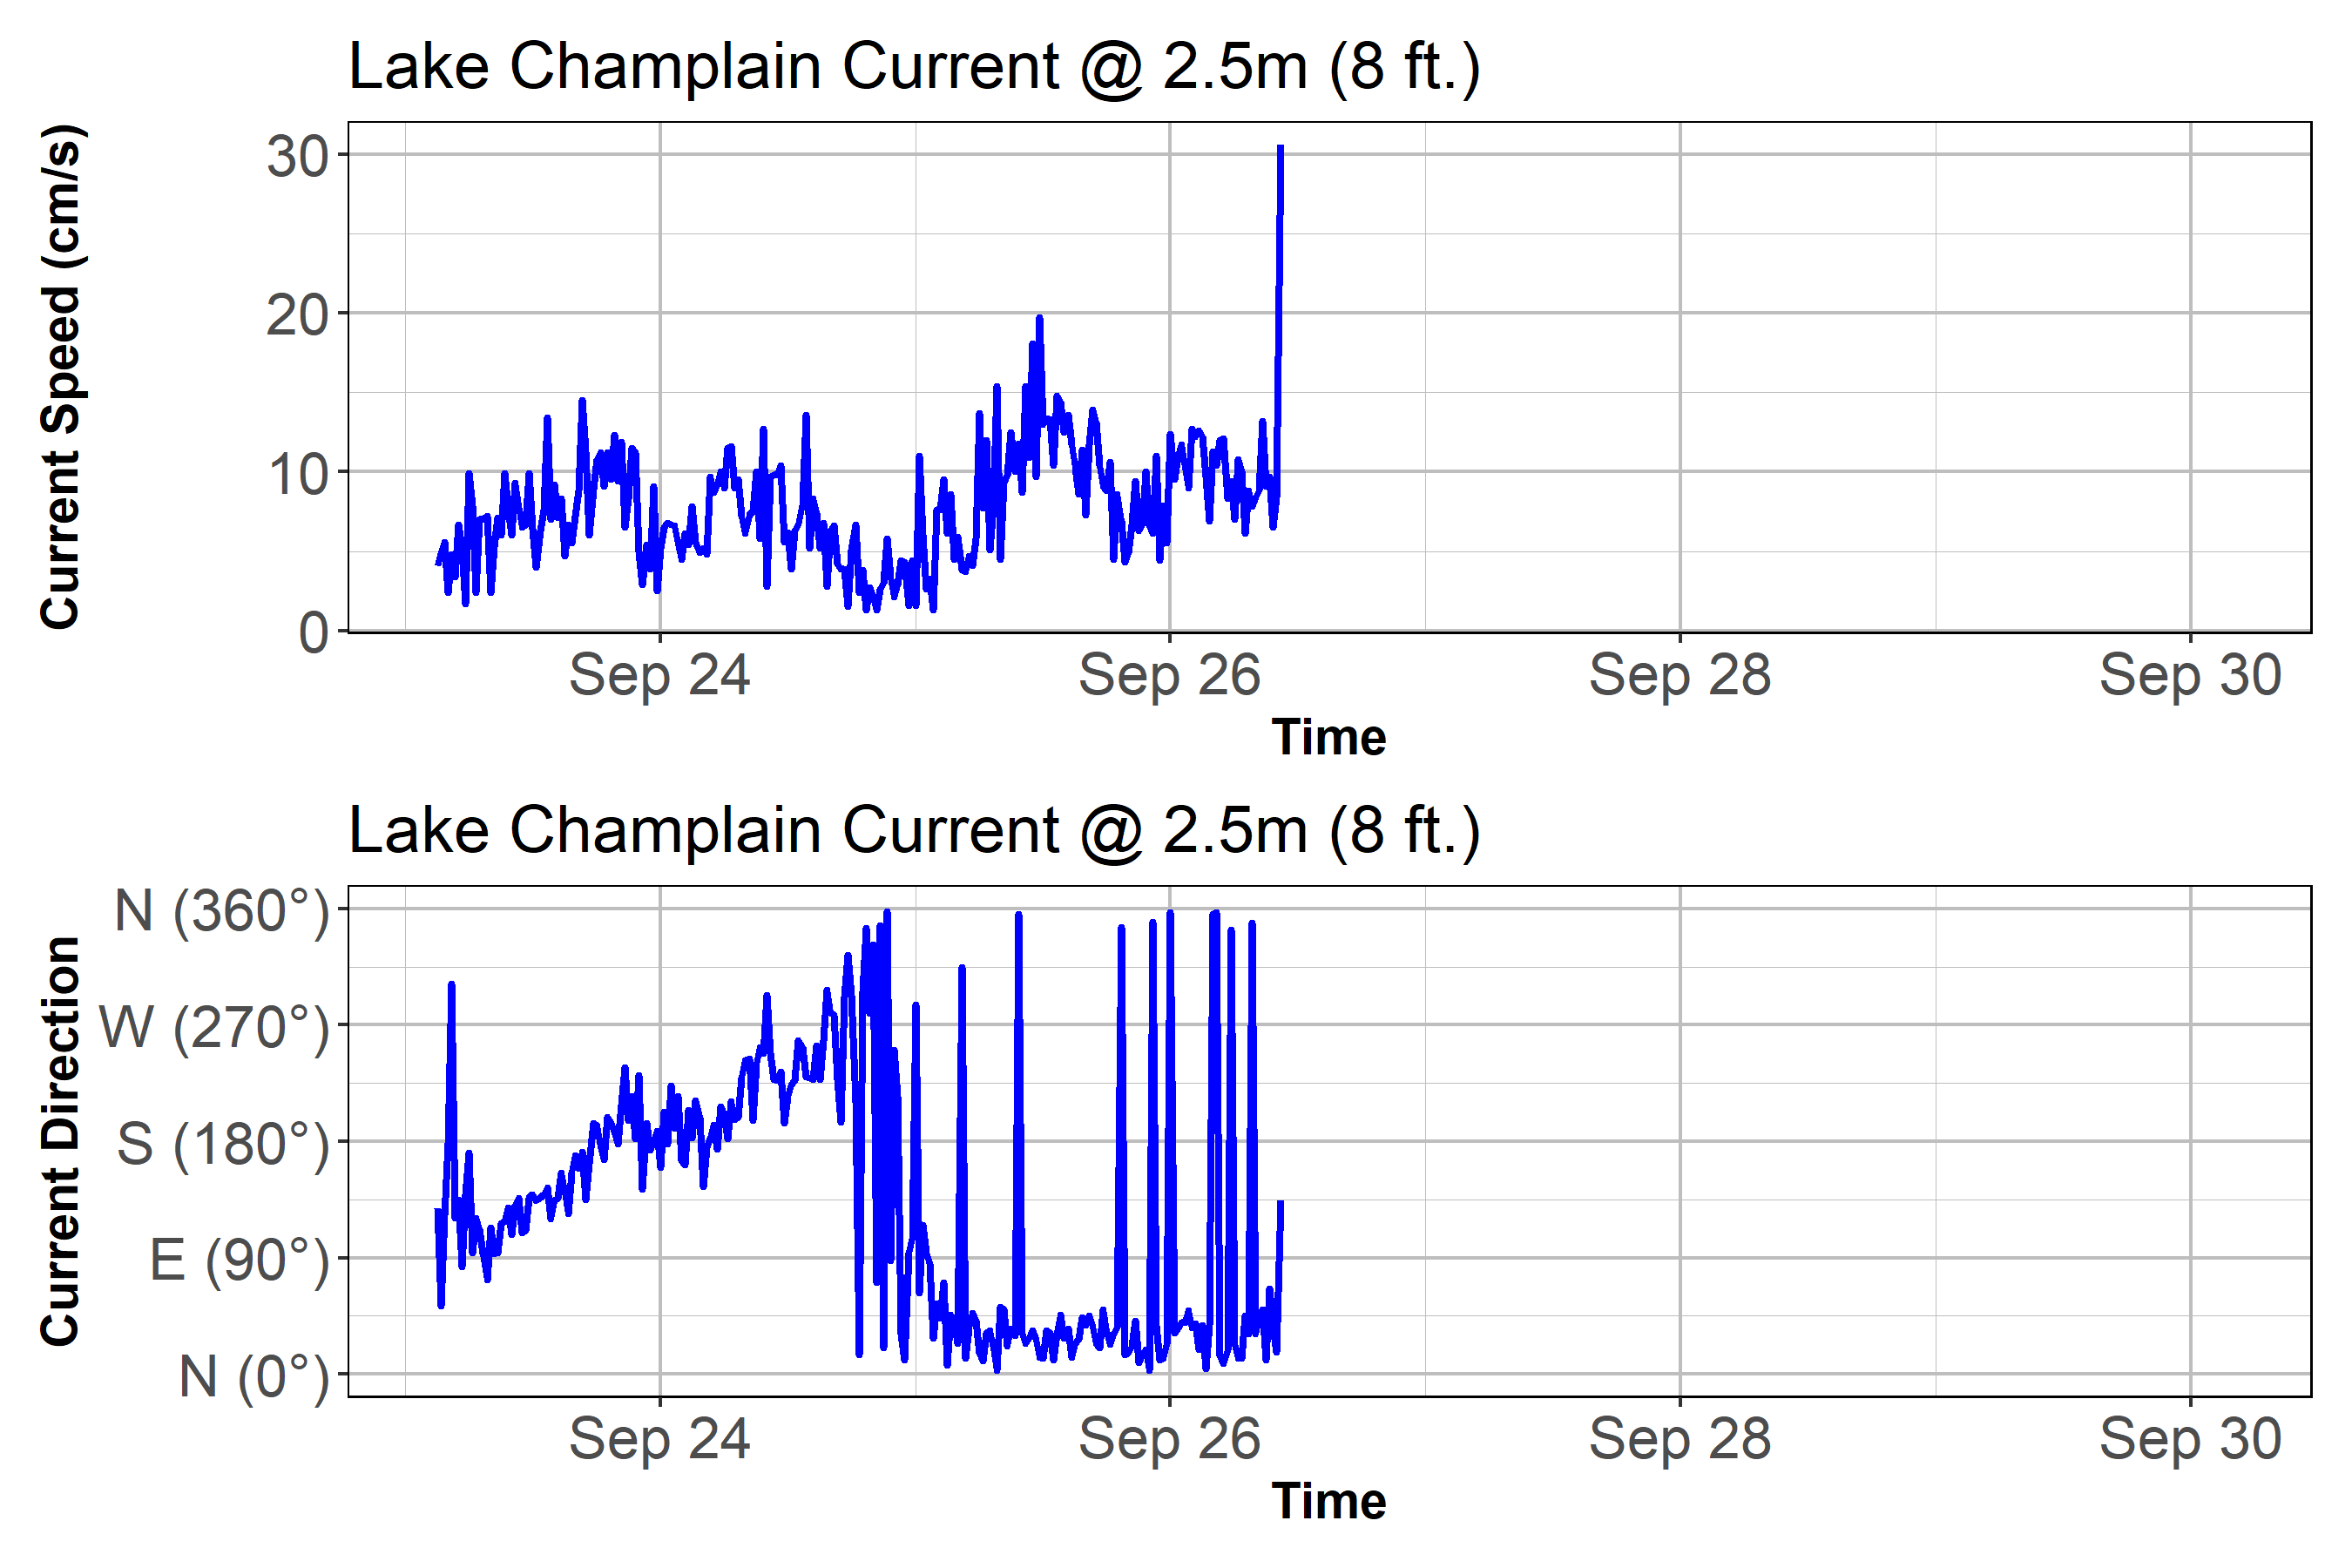 Lake Champlain Current @ 2.5m (8 ft.)
Current Speed (cm/s)
30
20
10
0
Sep 24 Sep 26 Sep 28 Sep 30
Time
Lake Champlain Current @ 2.5m (8 ft.)
Current Direction
N (360°)
W (270°)
S (180°)
E (90°)
N (0°)
Sep 24 Sep 26 Sep 28 Sep 30
Time